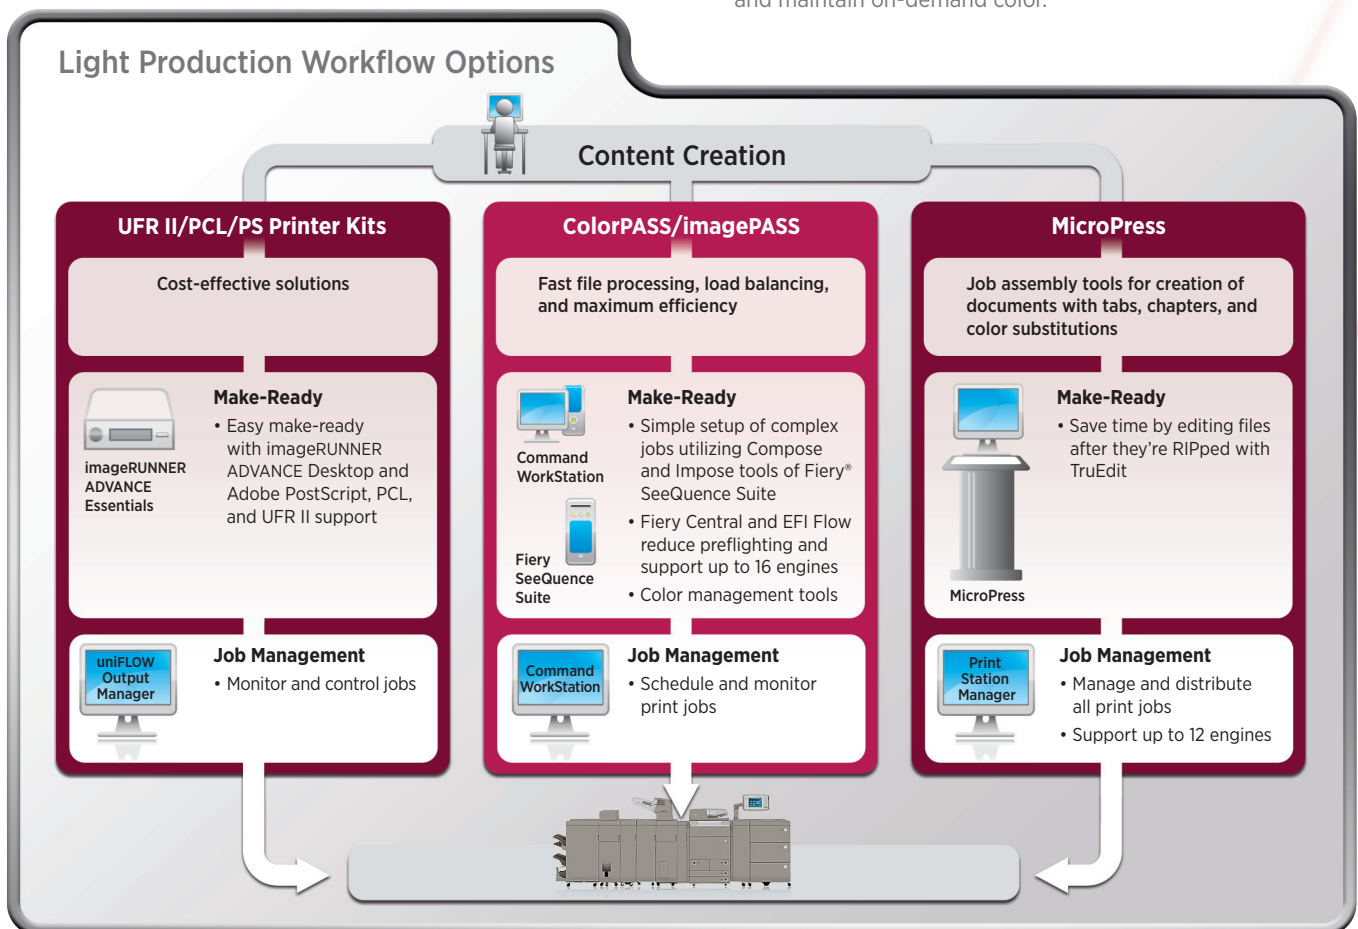 and maintain on-demand color.
Light Production Workflow Options
Content Creation
UFR II/PCL/PS Printer Kits
Cost-effective solutions
imageRUNNER
ADVANCE
Essentials
Make-Ready
• Easy make-ready
with imageRUNNER
ADVANCE Desktop and
Adobe PostScript, PCL,
and UFR II support
uniFLOW
Output
Manager
Job Management
• Monitor and control jobs
ColorPASS/imagePASS
Fast file processing, load balancing,
and maximum efficiency
Command
WorkStation
Fiery
SeeQuence
Suite
Make-Ready
• Simple setup of complex
jobs utilizing Compose
and Impose tools of Fiery®
SeeQuence Suite
• Fiery Central and EFI Flow
reduce preflighting and
support up to 16 engines
• Color management tools
Command
WorkStation
Job Management
• Schedule and monitor
print jobs
MicroPress
Job assembly tools for creation of
documents with tabs, chapters, and
color substitutions
MicroPress
Make-Ready
• Save time by editing files
after they’re RIPped with
TruEdit
Print
Station
Manager
Job Management
• Manage and distribute
all print jobs
• Support up to 12 engines